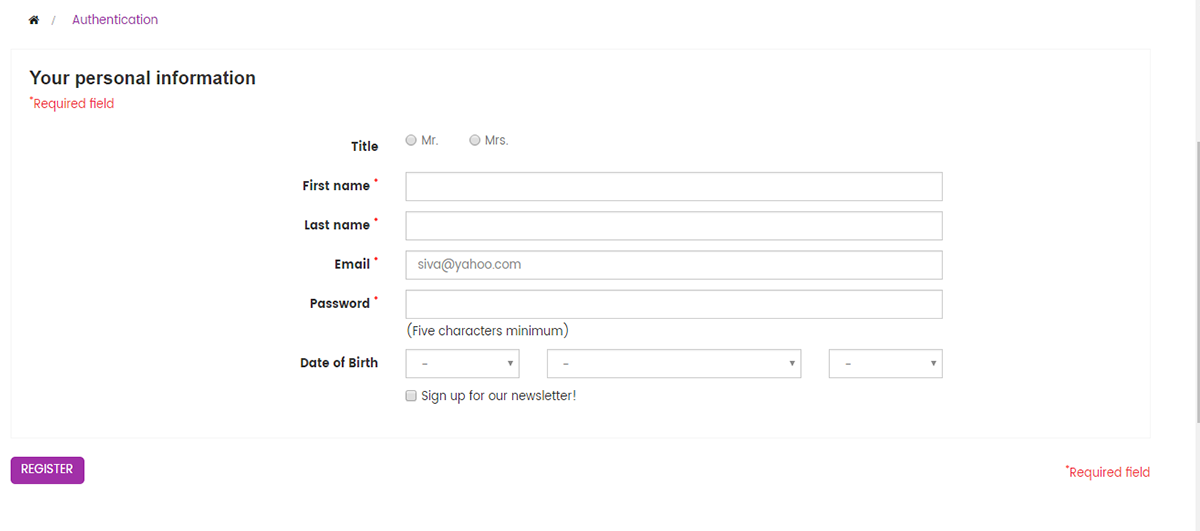 / Authentication
Your personal information
*Required field
Title Mr. Mrs.
First name *
Last name *
Email * siva@yahoo.com
Password *
(Five characters minimum)
Date of Birth - - -
Sign up for our newsletter!
REGISTER *Required field